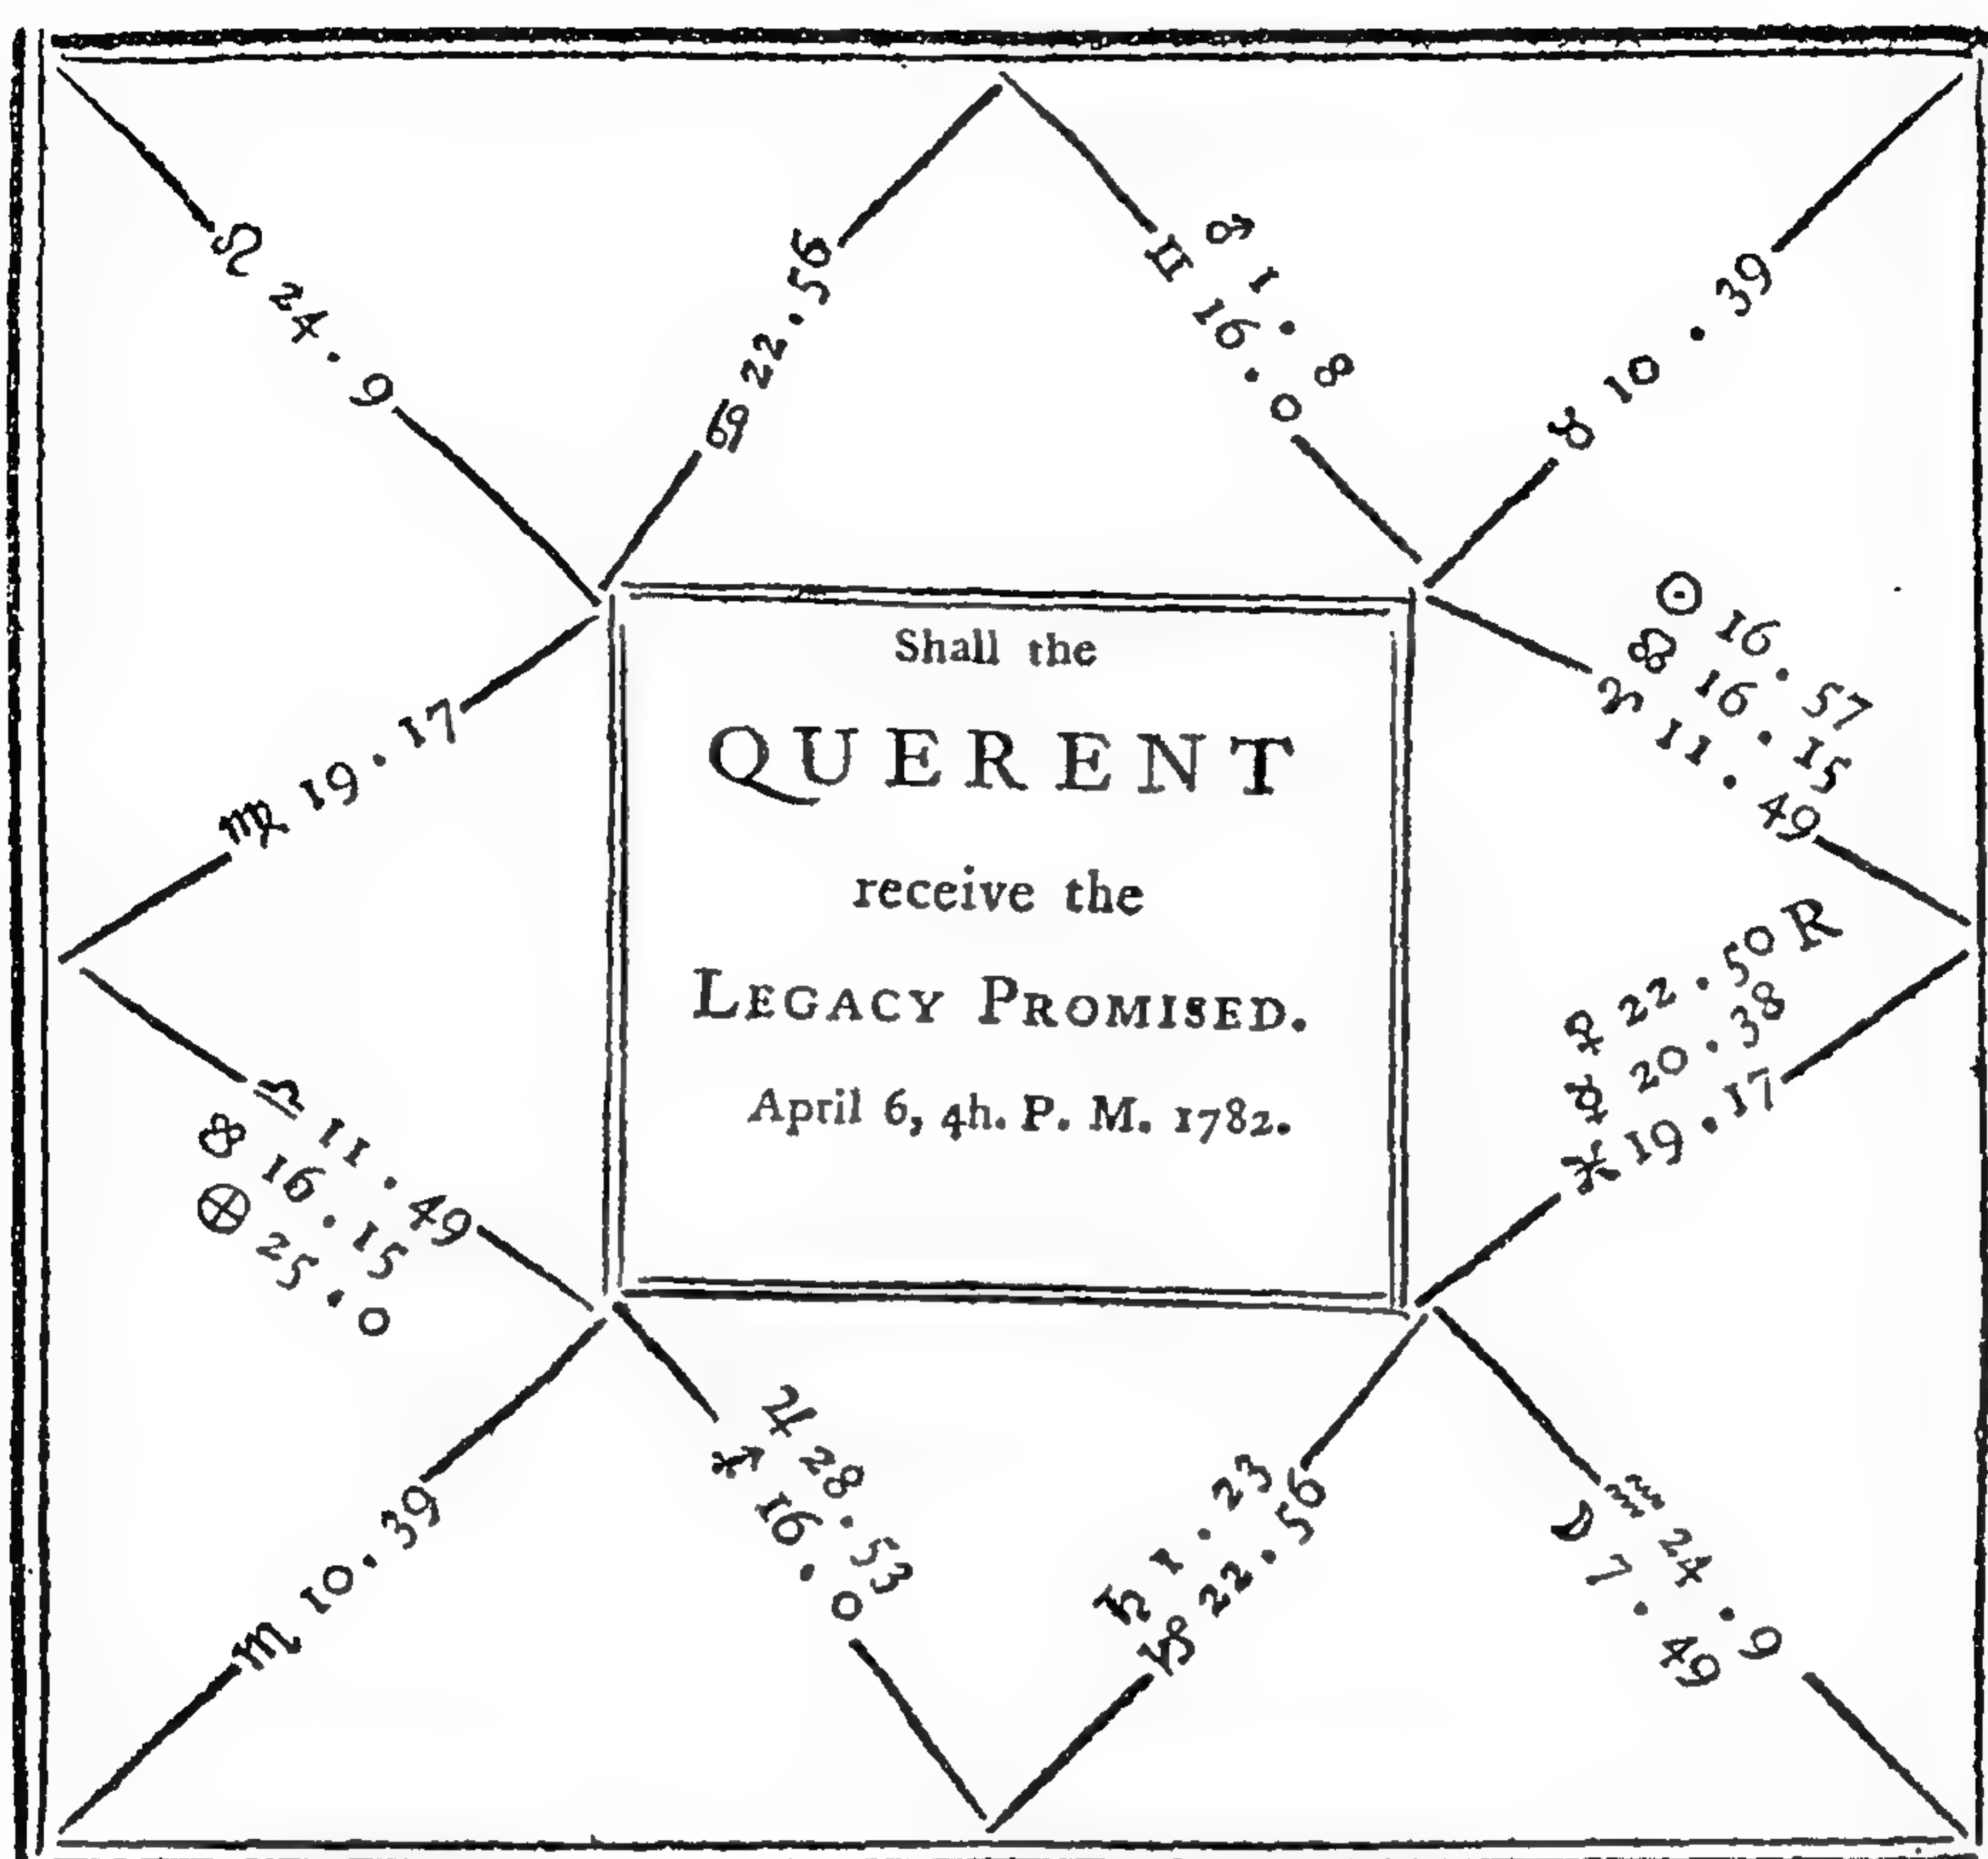 ♌ 24 . 9
♋ 22 . 56
♂ 1 . 8
♊ 16 . 0
♉ 10 . 39
☉ 16 . 57
8 16 . 15
♈ 11 . 49
♍ 19 . 17
Shall the
QUERENT
receive the
LEGACY PROMISED.
April 6, 4h. P. M. 1782.
♀ 22 . 50 R
☿ 20 . 38
♓ 19 . 17
♎ 11 . 49
8 16 . 15
⊗ 25 . 0
♏ 10 . 39
♃ 28 . 53
♐ 16 . 0
♄ 1 . 23
♑ 22 . 56
♒ 24 . 9
☽ 7 . 49